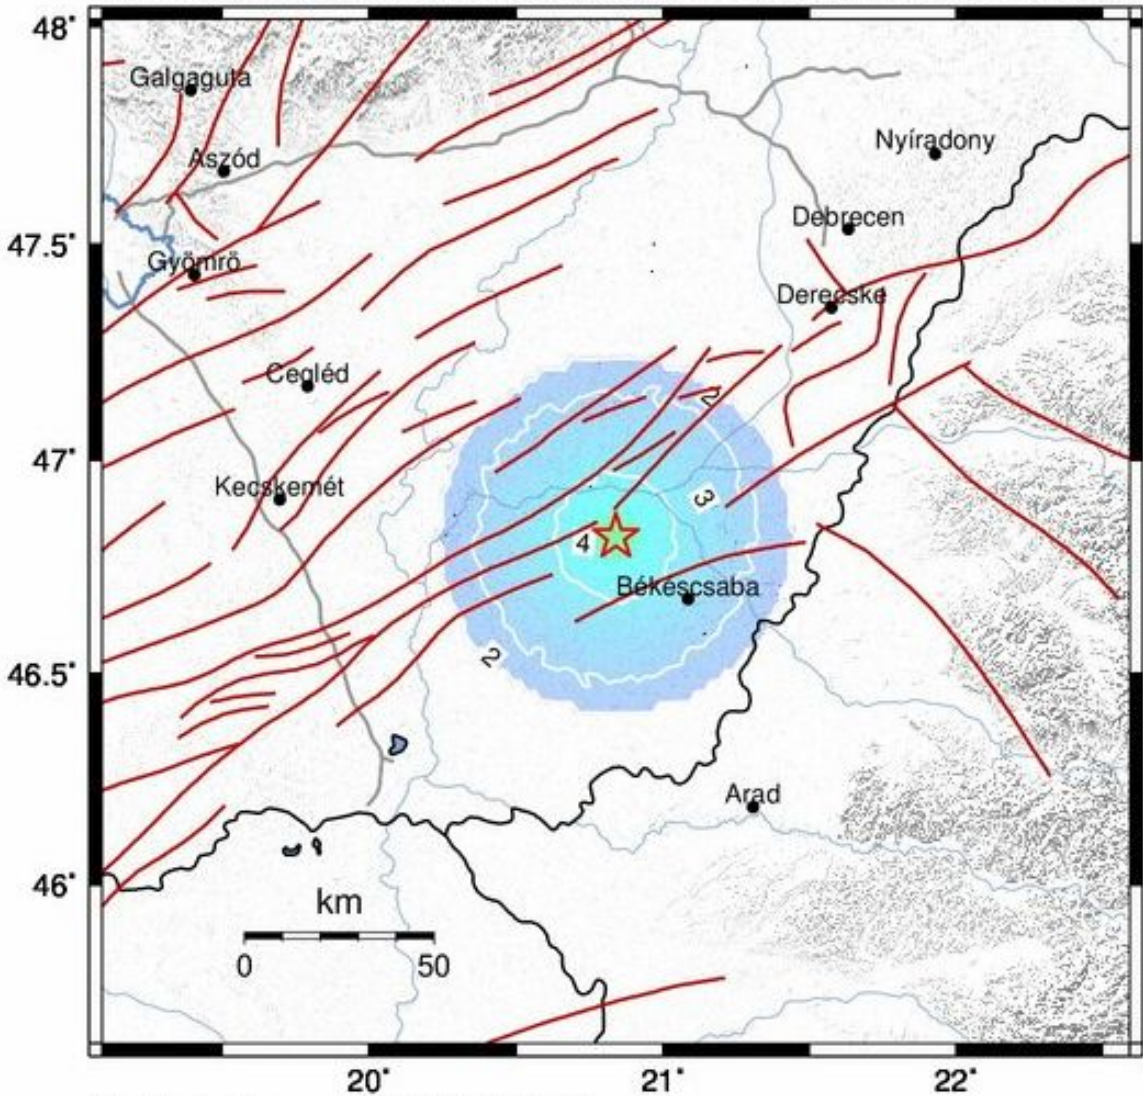 48°
Galgaguta
Aszód
Nyíradony
Debrecen
47.5°
Gyömrő
Derecske
Cegléd
2
47°
Kecskemét
3
4
Békéscsaba
46.5°
2
Arad
46°
km
0 50
20° 21° 22°